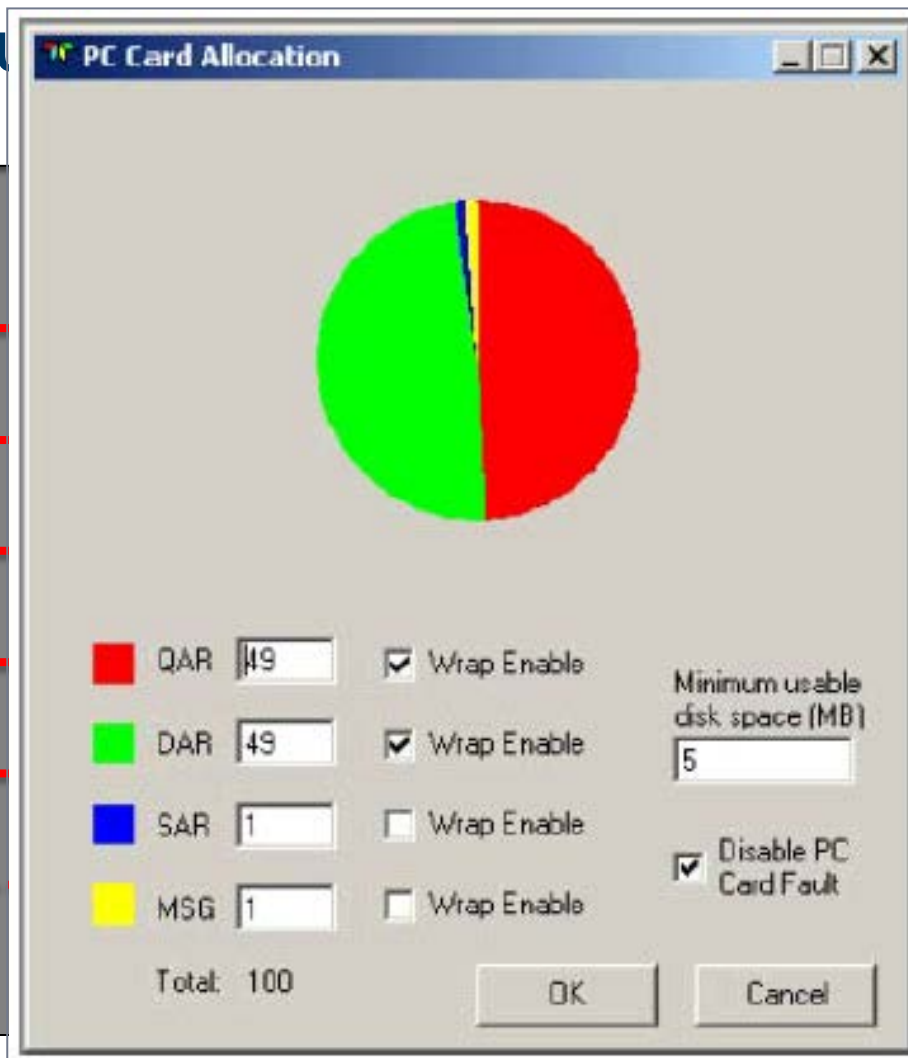 PC Card Allocation
QAR 49 Wrap Enable
DAR 49 Wrap Enable
SAR 1 Wrap Enable
MSG 1 Wrap Enable
Total: 100
Minimum usable
disk space (MB)
5
Disable PC
Card Fault
OK Cancel